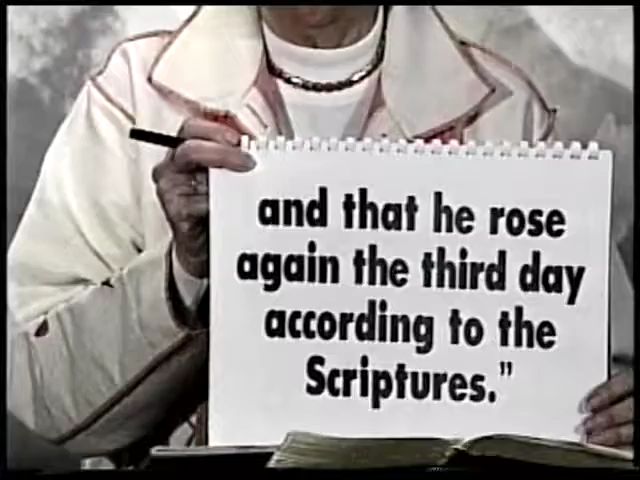 and that he rose
again the third day
according to the
Scriptures."